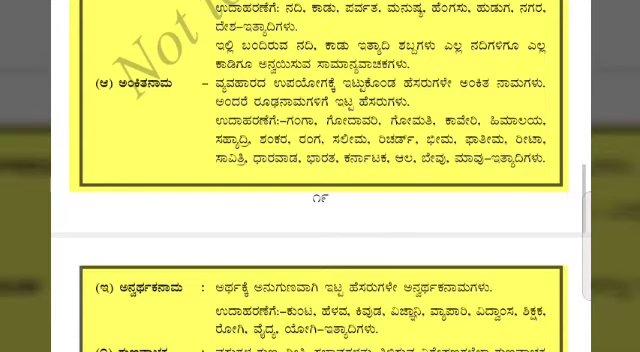 ಉದಾಹರಣೆಗೆ: ನದಿ, ಕಾಡು, ಪರ್ವತ, ಮನುಷ್ಯ, ಹೆಂಗಸು, ಹುಡುಗ, ನಗರ,
ದೇಶ–ಇತ್ಯಾದಿಗಳು.
ಇಲ್ಲಿ ಬಂದಿರುವ ನದಿ, ಕಾಡು ಇತ್ಯಾದಿ ಶಬ್ದಗಳು ಎಲ್ಲ ನದಿಗಳಿಗೂ ಎಲ್ಲ
ಕಾಡಿಗೂ ಅನ್ವಯಿಸುವ ಸಾಮಾನ್ಯವಾಚಕಗಳು.
(ಆ) ಅಂಕಿತನಾಮ – ವ್ಯವಹಾರದ ಉಪಯೋಗಕ್ಕೆ ಇಟ್ಟುಕೊಂಡ ಹೆಸರುಗಳೇ ಅಂಕಿತ ನಾಮಗಳು.
ಅಂದರೆ ರೂಢನಾಮಗಳಿಗೆ ಇಟ್ಟ ಹೆಸರುಗಳು.
ಉದಾಹರಣೆಗೆ:–ಗಂಗಾ, ಗೋದಾವರಿ, ಗೋಮತಿ, ಕಾವೇರಿ, ಹಿಮಾಲಯ,
ಸಹ್ಯಾದ್ರಿ, ಶಂಕರ, ರಂಗ, ಸಲೀಮ, ರಿಚರ್ಡ್, ಭೀಮ, ಫಾತೀಮ, ರೀಟಾ,
ಸಾವಿತ್ರಿ, ಧಾರವಾಡ, ಭಾರತ, ಕರ್ನಾಟಕ, ಆಲ, ಬೇವು, ಮಾವು–ಇತ್ಯಾದಿಗಳು.
Not
೧೯
(ಇ) ಅನ್ವರ್ಥಕನಾಮ : ಅರ್ಥಕ್ಕೆ ಅನುಗುಣವಾಗಿ ಇಟ್ಟ ಹೆಸರುಗಳೇ ಅನ್ವರ್ಥಕನಾಮಗಳು.
ಉದಾಹರಣೆಗೆ:–ಕುಂಟ, ಹೆಳವ, ಕಿವುಡ, ವಿಜ್ಞಾನಿ, ವ್ಯಾಪಾರಿ, ವಿದ್ವಾಂಸ, ಶಿಕ್ಷಕ,
ರೋಗಿ, ವೈದ್ಯ, ಯೋಗಿ–ಇತ್ಯಾದಿಗಳು.